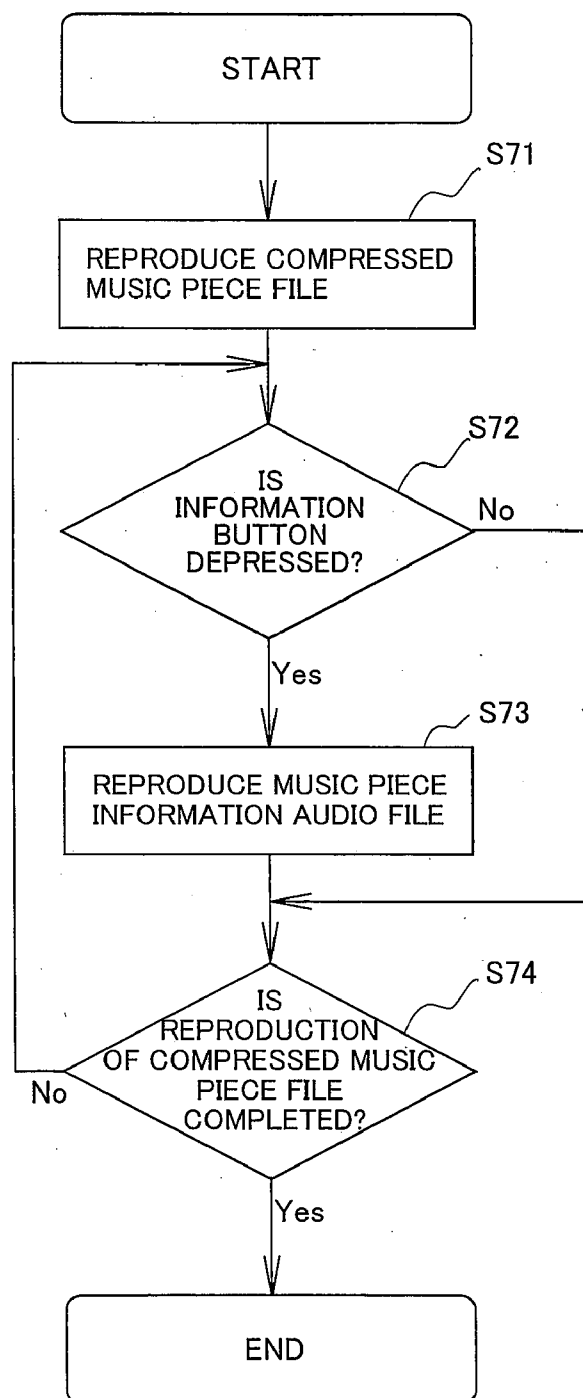 START
S71
REPRODUCE COMPRESSED
MUSIC PIECE FILE
S72
IS
INFORMATION
BUTTON
DEPRESSED?
No
Yes
S73
REPRODUCE MUSIC PIECE
INFORMATION AUDIO FILE
S74
IS
REPRODUCTION
OF COMPRESSED MUSIC
PIECE FILE
COMPLETED?
No
Yes
END